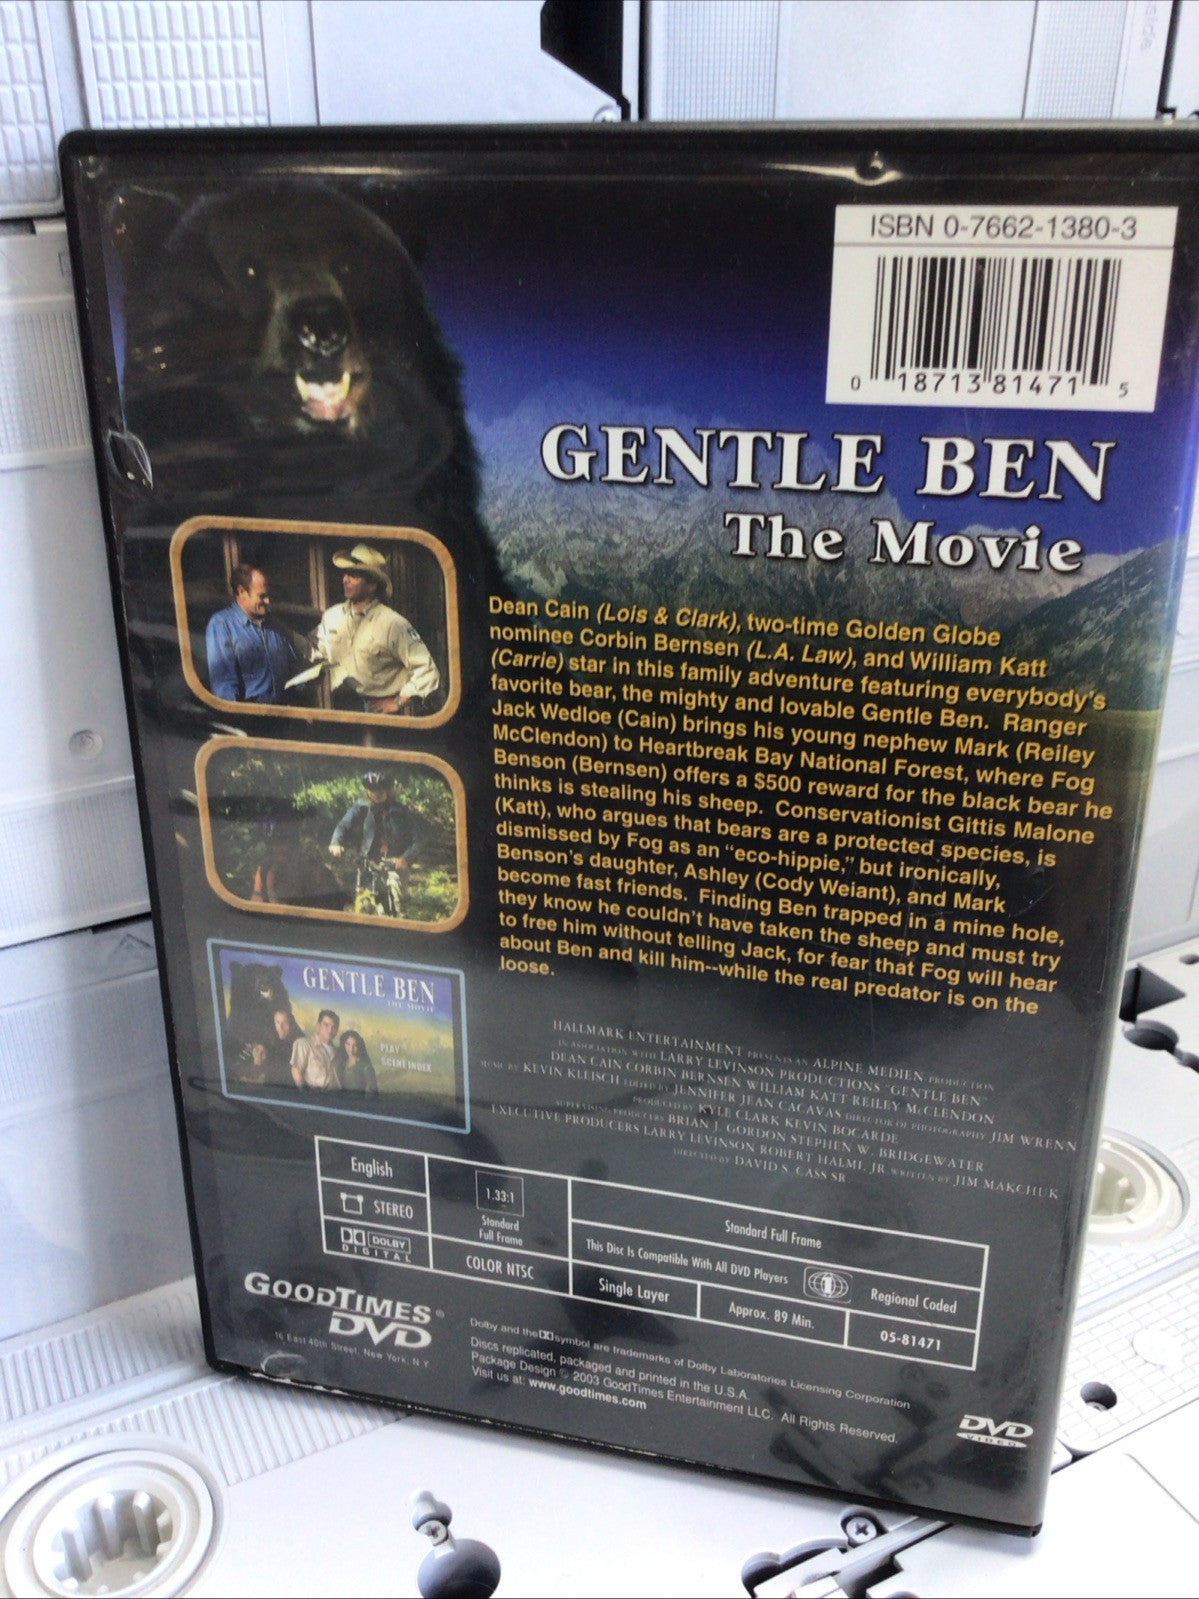 ISBN 0-7662-1380-3
0 18713 81471 5
GENTLE BEN
The Movie
Dean Cain (Lois & Clark), two-time Golden Globe
nominee Corbin Bernsen (L.A. Law), and William Katt
(Carrie) star in this family adventure featuring everybody's
favorite bear, the mighty and lovable Gentle Ben. Ranger
Jack Wedloe (Cain) brings his young nephew Mark (Reiley
McClendon) to Heartbreak Bay National Forest, where Fog
Benson (Bernsen) offers a $500 reward for the black bear he
thinks is stealing his sheep. Conservationist Gittis Malone
(Katt), who argues that bears are a protected species, is
dismissed by Fog as an "eco-hippie," but ironically,
Benson's daughter, Ashley (Cody Weiant), and Mark
become fast friends. Finding Ben trapped in a mine hole,
they know he couldn't have taken the sheep and must try
to free him without telling Jack, for fear that Fog will hear
about Ben and kill him--while the real predator is on the
loose.
GENTLE BEN
THE MOVIE
PLAY
SCENE INDEX
HALLMARK ENTERTAINMENT PRESENTS AN ALPINE MEDIEN PRODUCTION
IN ASSOCIATION WITH LARRY LEVINSON PRODUCTIONS "GENTLE BEN"
DEAN CAIN CORBIN BERNSEN WILLIAM KATT REILEY McCLENDON
MUSIC BY KEVIN KLEISCH EDITED BY JENNIFER JEAN CACAVAS DIRECTOR OF PHOTOGRAPHY JIM WRENN
PRODUCED BY KYLE CLARK KEVIN BOCARDE
SUPERVISING PRODUCERS BRIAN J. GORDON STEPHEN W. BRIDGEWATER
EXECUTIVE PRODUCERS LARRY LEVINSON ROBERT HALMI, JR. WRITTEN BY JIM MAKCHUK
DIRECTED BY DAVID S. CASS SR.
English
STEREO
DOLBY
DIGITAL
1.33:1
Standard
Full Frame
COLOR NTSC
Standard Full Frame
This Disc Is Compatible With All DVD Players
1
Regional Coded
Single Layer
Approx. 89 Min.
05-81471
GOODTIMES®
DVD
16 East 40th Street, New York, N.Y.
Dolby and the DD symbol are trademarks of Dolby Laboratories Licensing Corporation
Discs replicated, packaged and printed in the U.S.A.
Package Design © 2003 GoodTimes Entertainment LLC. All Rights Reserved.
Visit us at: www.goodtimes.com
DVD
VIDEO